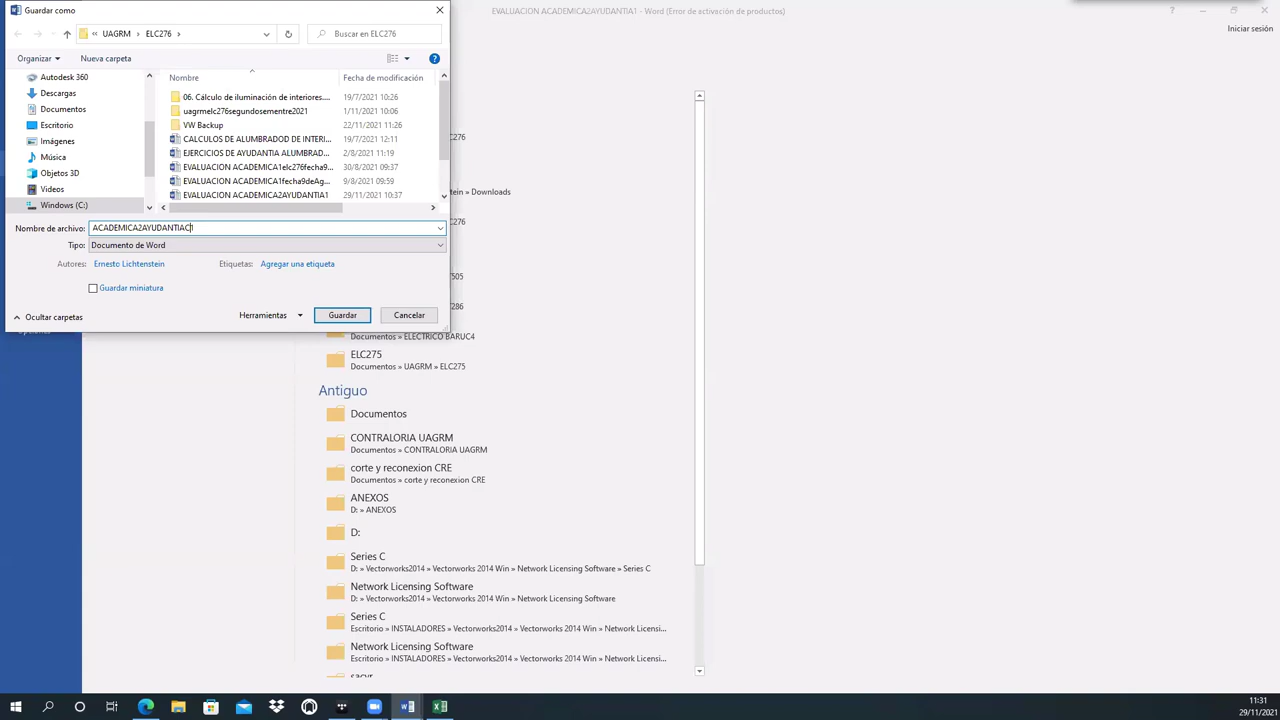 Guardar como
EVALUACION ACADEMICA2AYUDANTIA1 - Word (Error de activación de productos)
Iniciar sesión
UAGRM > ELC276 >
Buscar en ELC276
Organizar
Nueva carpeta
Nombre
Fecha de modificación
Autodesk 360
Descargas
Documentos
Escritorio
Imágenes
Música
Objetos 3D
Videos
Windows (C:)
06. Cálculo de iluminación de interiores.... 19/7/2021 10:26
uagrmelc276segundosementre2021 1/11/2021 10:06
VW Backup 22/11/2021 11:26
CALCULOS DE ALUMBRADOD DE INTERI... 19/7/2021 12:11
EJERCICIOS DE AYUDANTIA ALUMBRAD... 2/8/2021 11:19
EVALUACION ACADEMICA1elc276fecha9... 30/8/2021 09:37
EVALUACION ACADEMICA1fecha9deAg... 9/8/2021 09:59
EVALUACION ACADEMICA2AYUDANTIA1 29/11/2021 10:37
Nombre de archivo: ACADEMICA2AYUDANTIAC1
Tipo: Documento de Word
Autores: Ernesto Lichtenstein
Etiquetas: Agregar una etiqueta
Guardar miniatura
Ocultar carpetas
Herramientas
Guardar
Cancelar
C276
tein » Downloads
C276
505
286
Documentos » ELECTRICO BARUC4
ELC275
Documentos » UAGRM » ELC275
Antiguo
Documentos
CONTRALORIA UAGRM
Documentos » CONTRALORIA UAGRM
corte y reconexion CRE
Documentos » corte y reconexion CRE
ANEXOS
D: » ANEXOS
D:
Series C
D: » Vectorworks2014 » Vectorworks 2014 Win » Network Licensing Software » Series C
Network Licensing Software
D: » Vectorworks2014 » Vectorworks 2014 Win » Network Licensing Software
Series C
Escritorio » INSTALADORES » Vectorworks2014 » Vectorworks 2014 Win » Network Licensi...
Network Licensing Software
Escritorio » INSTALADORES » Vectorworks2014 » Vectorworks 2014 Win » Network Licensi...
11:31
29/11/2021